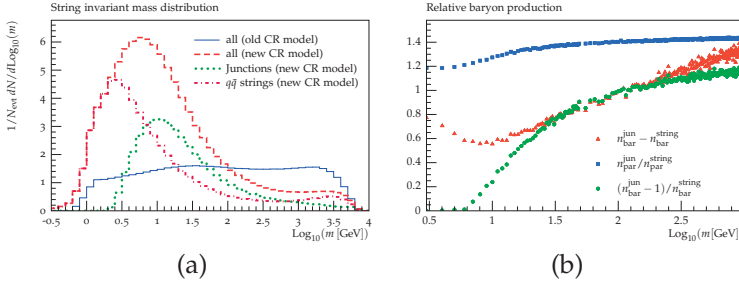 String invariant mass distribution
1/N_evt dN/dLog₁₀(m)
6
5
4
3
2
1
0
all (old CR model)
all (new CR model)
Junctions (new CR model)
qq̄ strings (new CR model)
-0.5 0 0.5 1 1.5 2 2.5 3 3.5 4
Log₁₀(m [GeV])
(a)
Relative baryon production
1.6
1.4
1.2
1
0.8
0.6
0.4
0.2
0
n_bar^jun − n_bar^string
n_par^jun/n_par^string
(n_bar^jun − 1)/n_bar^string
0.5 1.0 1.5 2.0 2.5
Log₁₀(m [GeV])
(b)